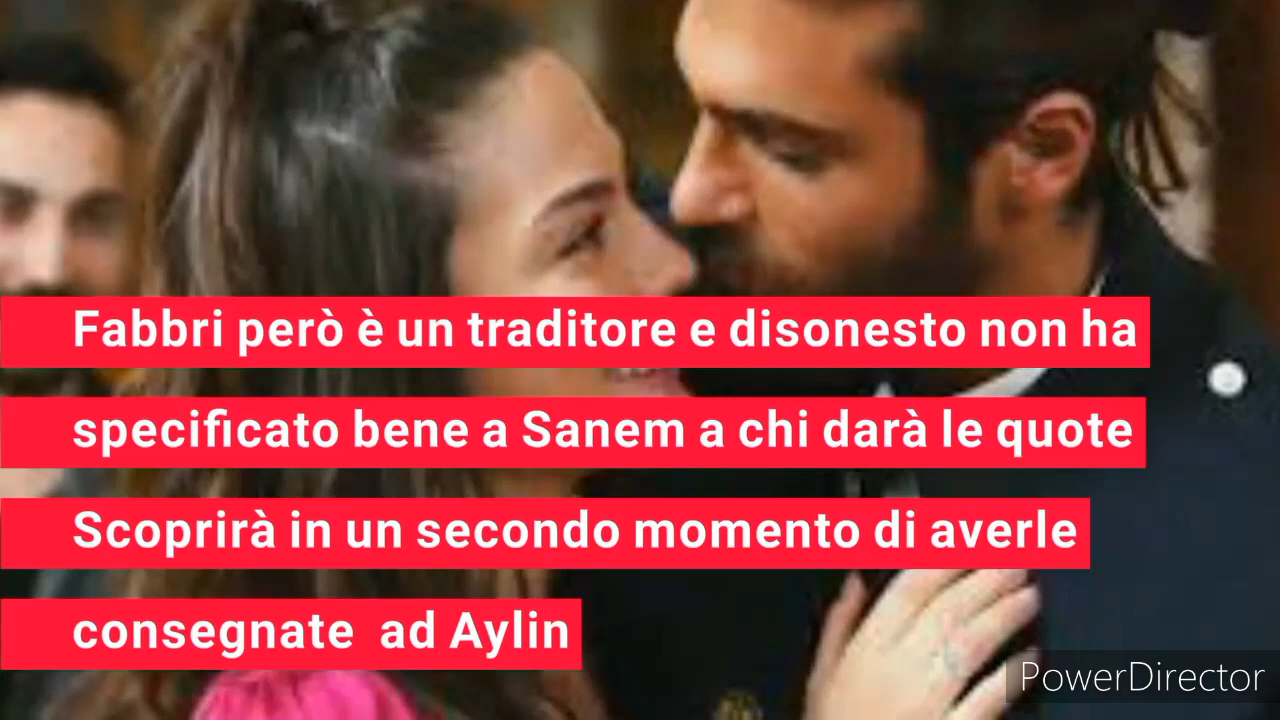 Fabbri però è un traditore e disonesto non ha
specificato bene a Sanem a chi darà le quote
Scoprirà in un secondo momento di averle
consegnate  ad Aylin
PowerDirector